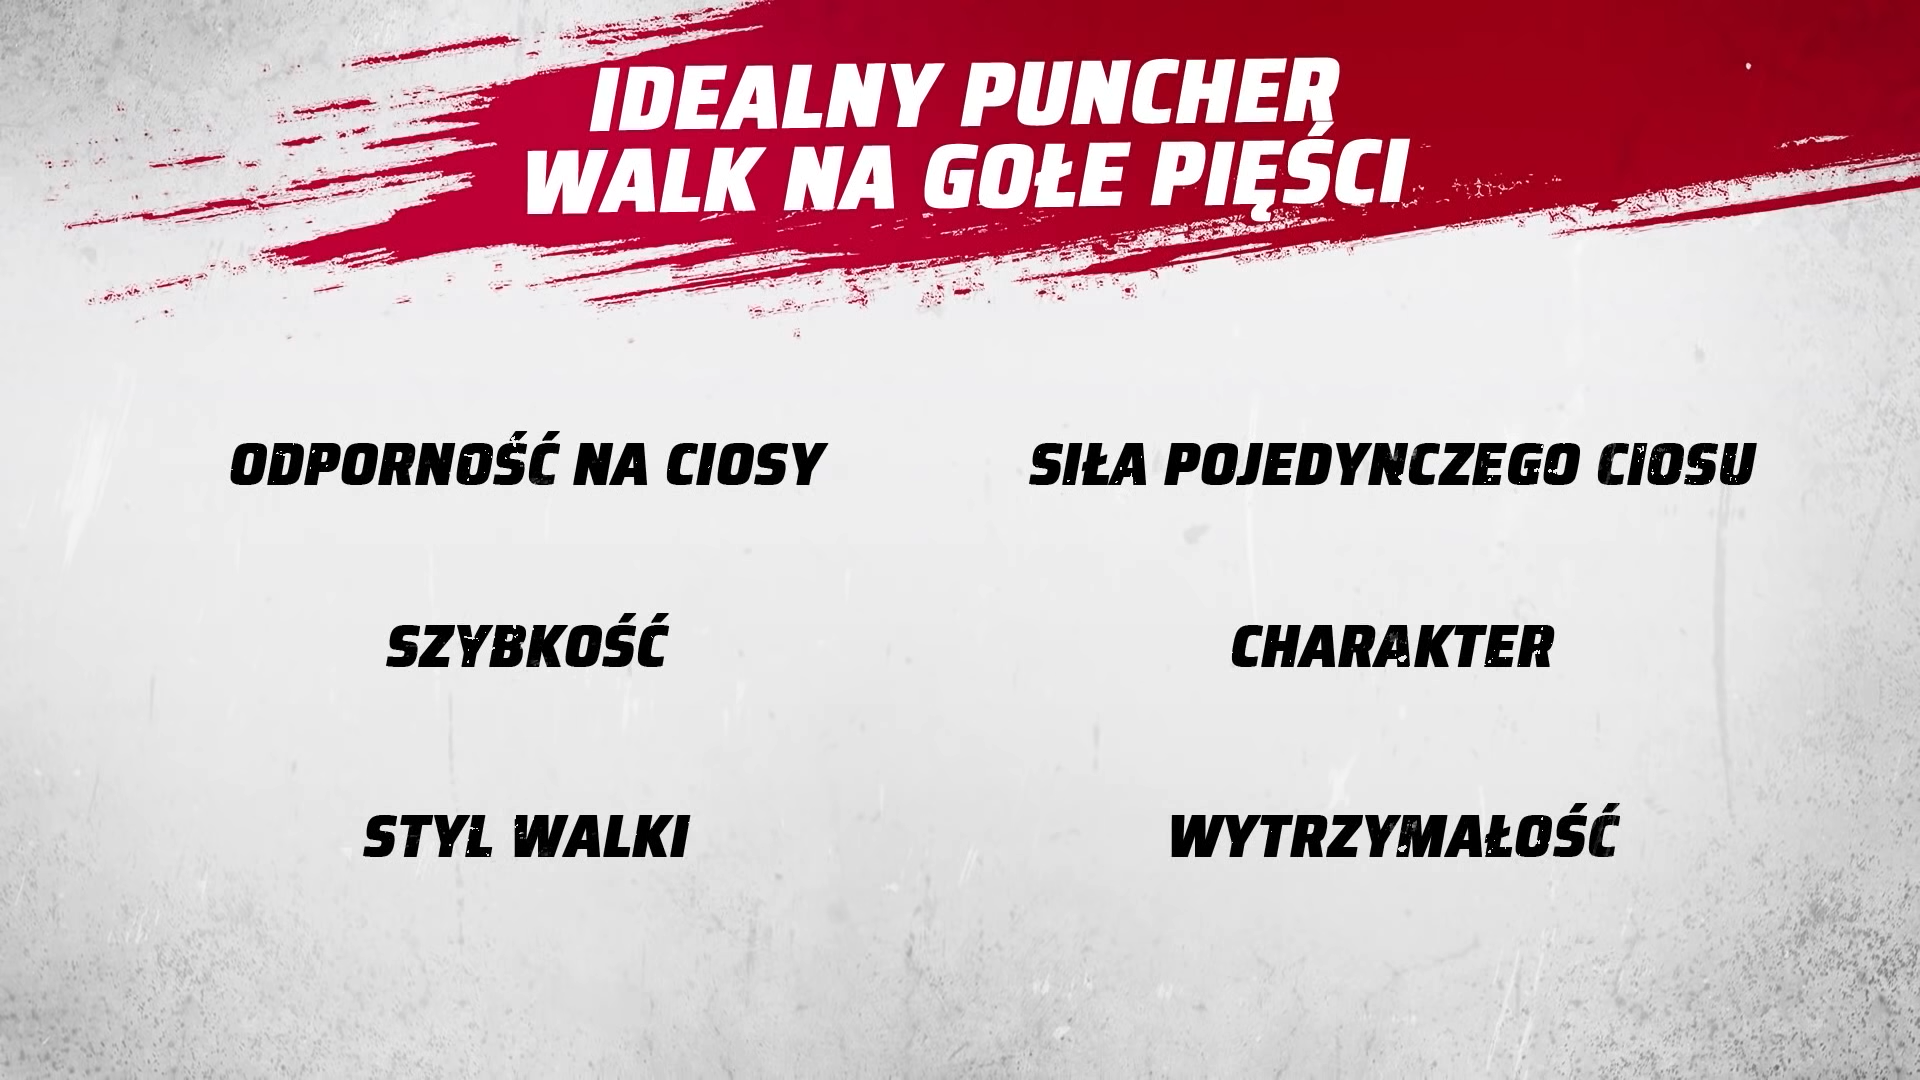 IDEALNY PUNCHER
WALK NA GOŁE PIĘŚCI
ODPORNOŚĆ NA CIOSY
SIŁA POJEDYNCZEGO CIOSU
SZYBKOŚĆ
CHARAKTER
STYL WALKI
WYTRZYMAŁOŚĆ